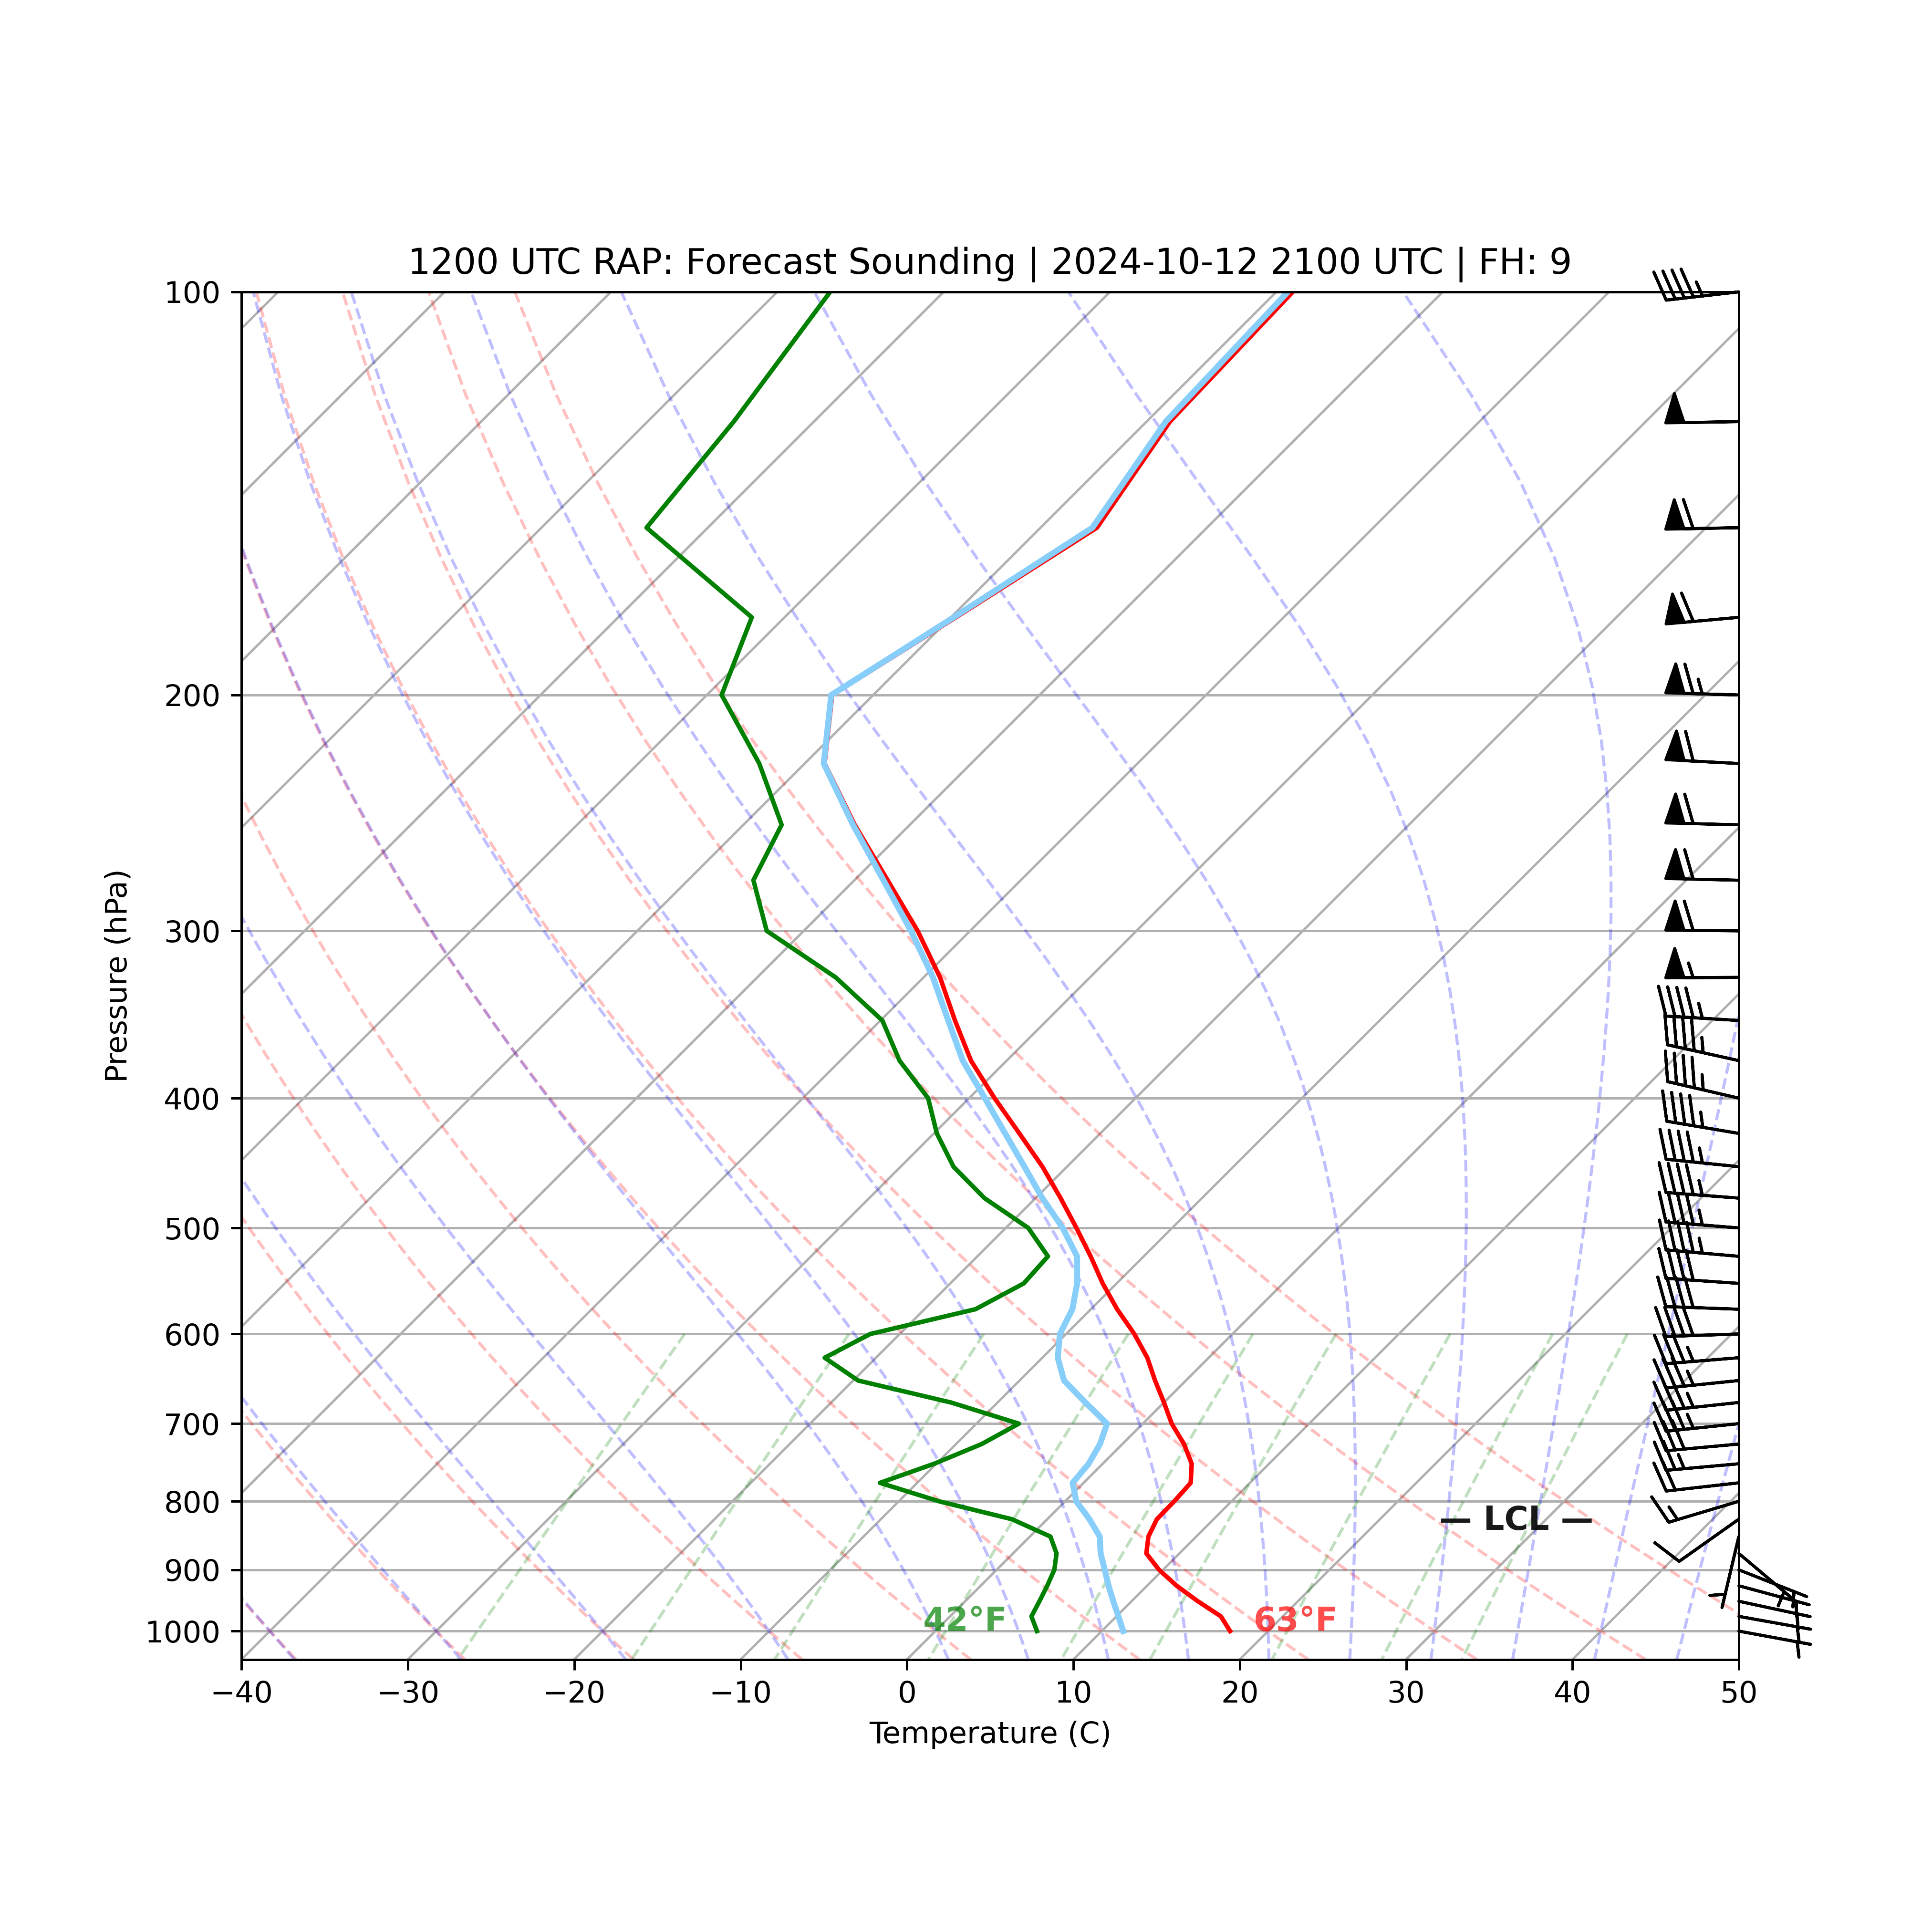 1200 UTC RAP: Forecast Sounding | 2024-10-12 2100 UTC | FH: 9
100
200
300
400
500
600
700
800
900
1000
Pressure (hPa)
— LCL —
42°F
63°F
−40 −30 −20 −10 0 10 20 30 40 50
Temperature (C)